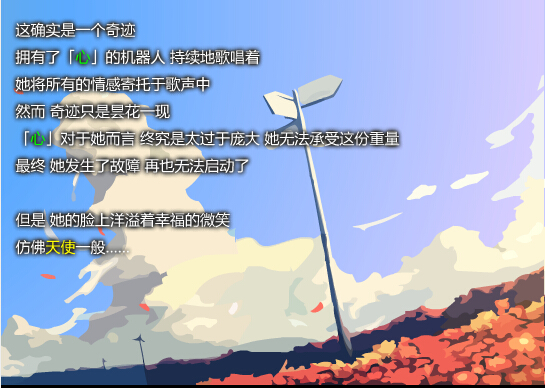 这确实是一个奇迹
拥有了「心」的机器人 持续地歌唱着
她将所有的情感寄托于歌声中
然而 奇迹只是昙花一现
「心」对于她而言 终究是太过于庞大 她无法承受这份重量
最终 她发生了故障 再也无法启动了
但是 她的脸上洋溢着幸福的微笑
仿佛天使一般……